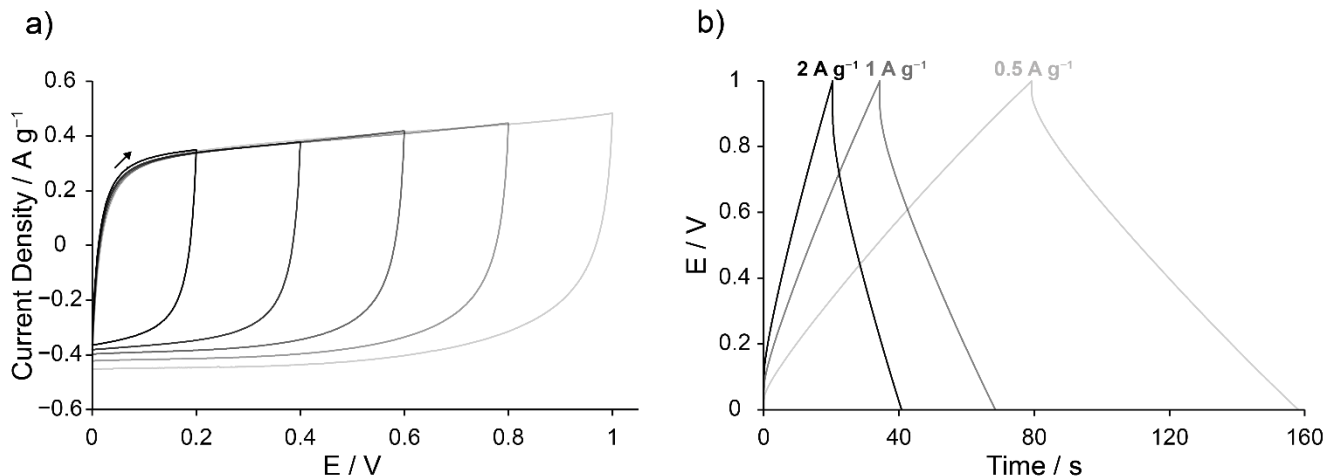 a)
Current Density / A g⁻¹
0.6
0.4
0.2
0
−0.2
−0.4
−0.6
0 0.2 0.4 0.6 0.8 1
E / V
b)
2 A g⁻¹ 1 A g⁻¹ 0.5 A g⁻¹
E / V
1
0.8
0.6
0.4
0.2
0
0 40 80 120 160
Time / s